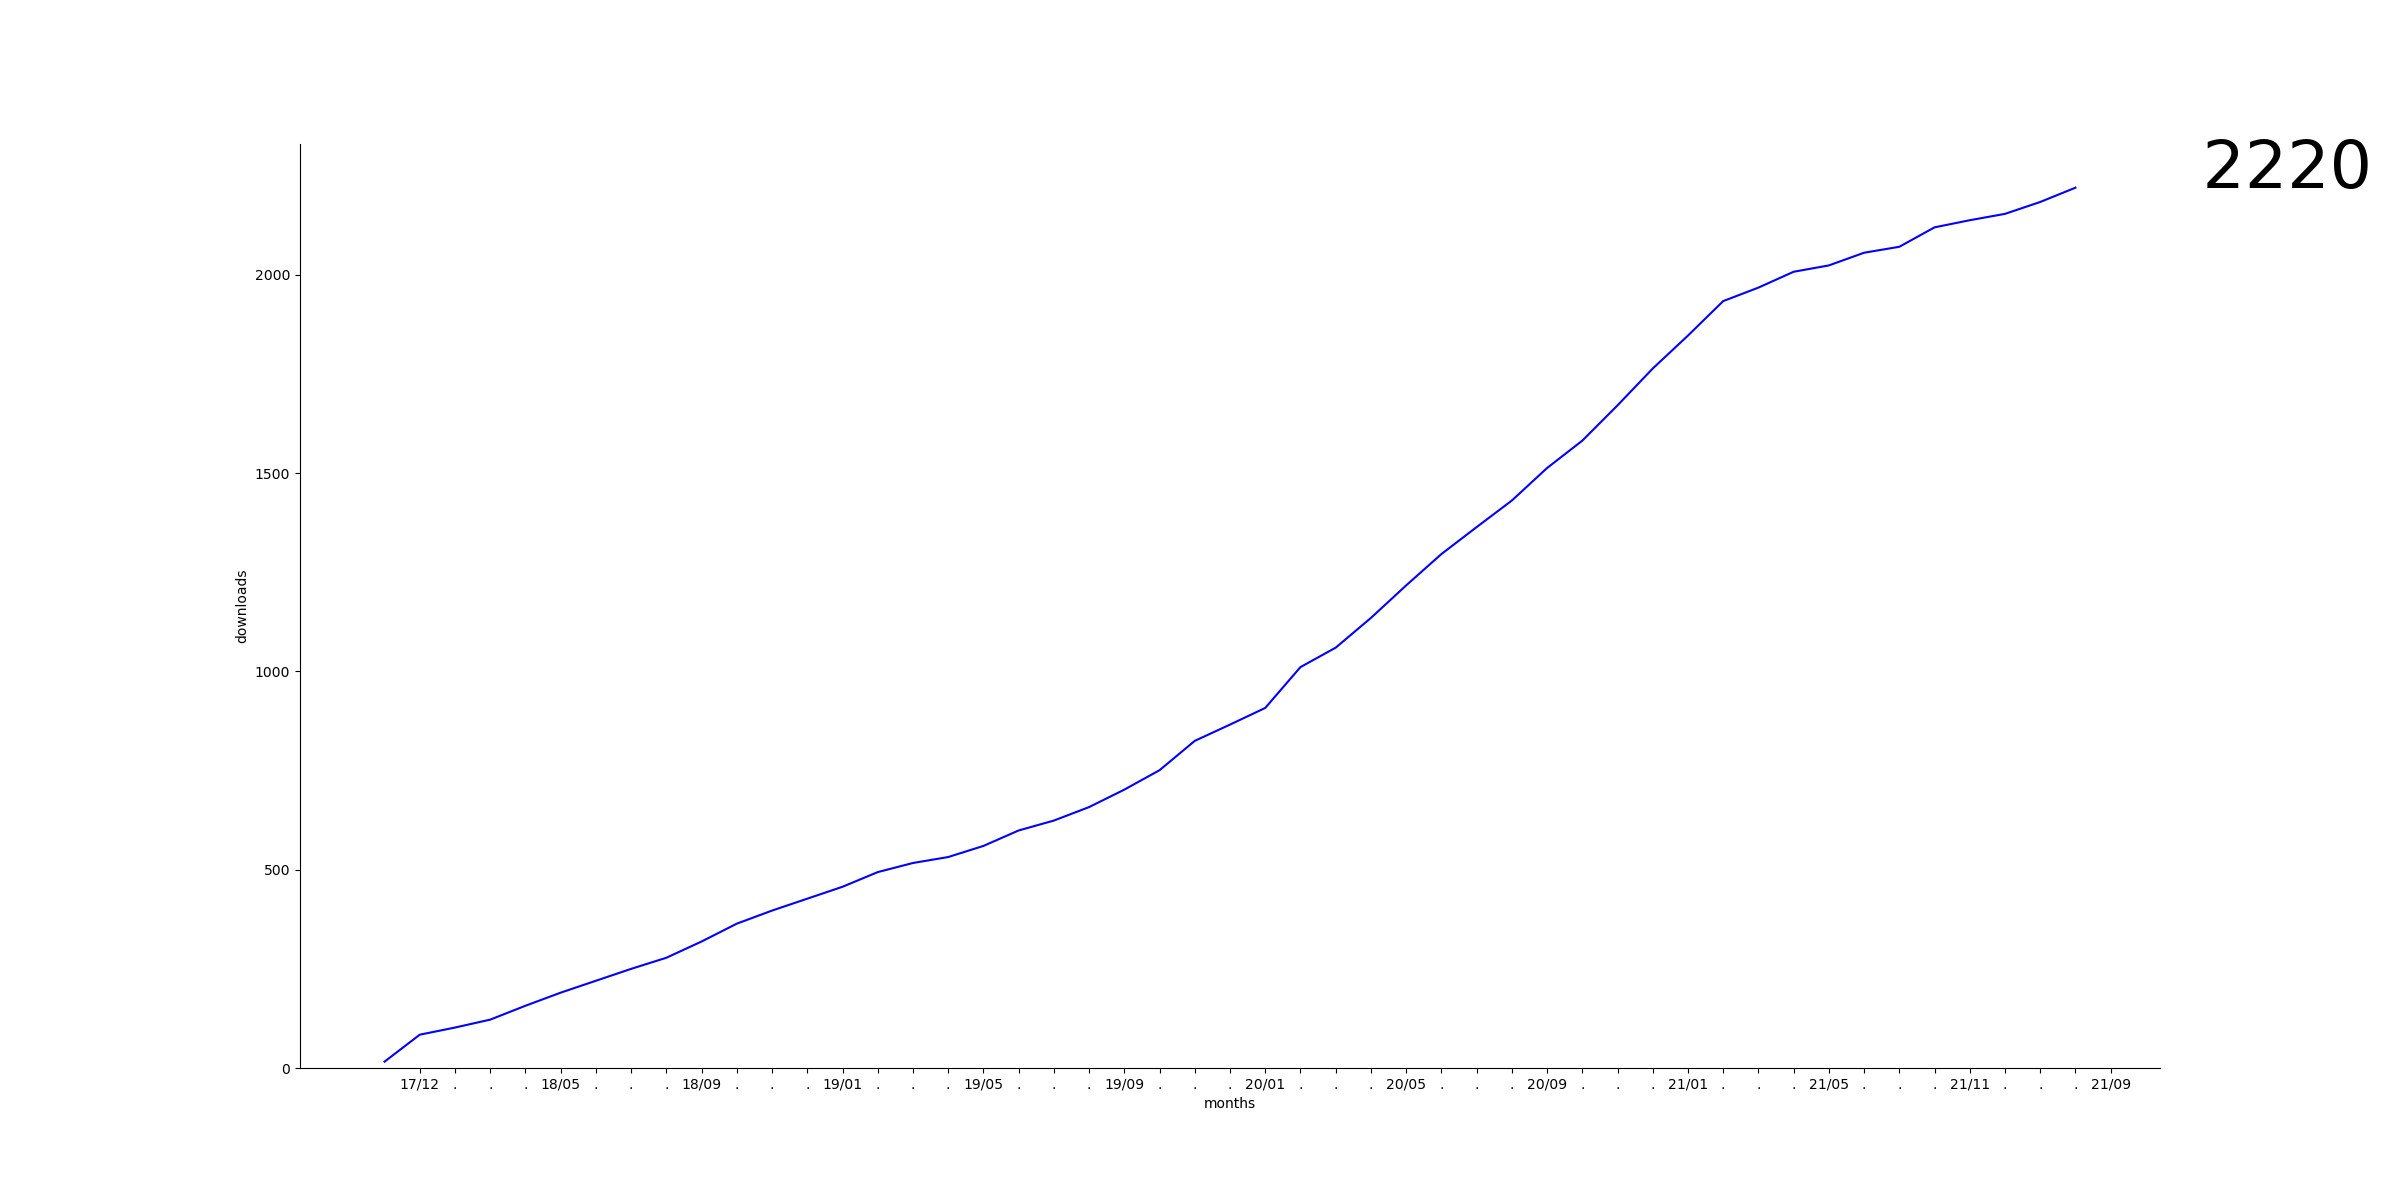 2220
2000
1500
1000
500
0
downloads
17/12 . . . 18/05 . . . 18/09 . . . 19/01 . . . 19/05 . . . 19/09 . . . 20/01 . . . 20/05 . . . 20/09 . . . 21/01 . . . 21/05 . . . 21/11 . . . 21/09
months